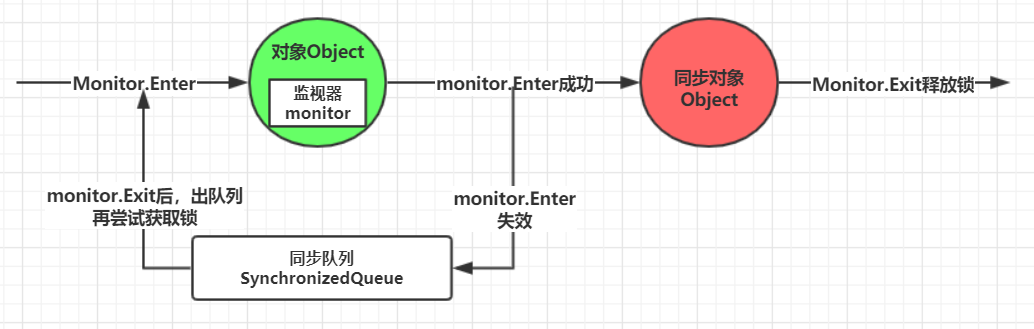 对象Object
监视器
monitor
Monitor.Enter
monitor.Enter成功
同步对象
Object
Monitor.Exit释放锁
monitor.Exit后，出队列
再尝试获取锁
monitor.Enter
失效
同步队列
SynchronizedQueue